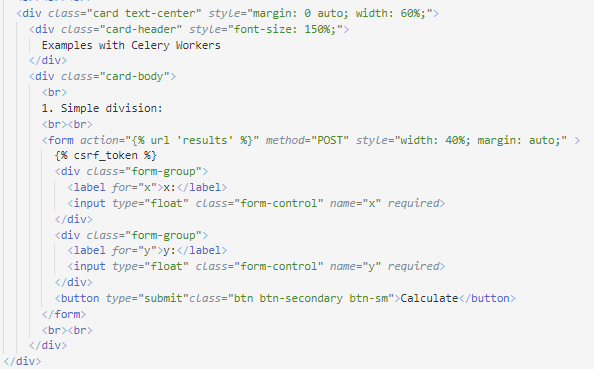 <div class="card text-center" style="margin: 0 auto; width: 60%;">
<div class="card-header" style="font-size: 150%;">
Examples with Celery Workers
</div>
<div class="card-body">
<br>
1. Simple division:
<br><br>
<form action="{% url 'results' %}" method="POST" style="width: 40%; margin: auto;" >
{% csrf_token %}
<div class="form-group">
<label for="x">x:</label>
<input type="float" class="form-control" name="x" required>
</div>
<div class="form-group">
<label for="y">y:</label>
<input type="float" class="form-control" name="y" required>
</div>
<button type="submit"class="btn btn-secondary btn-sm">Calculate</button>
</form>
<br><br>
</div>
</div>